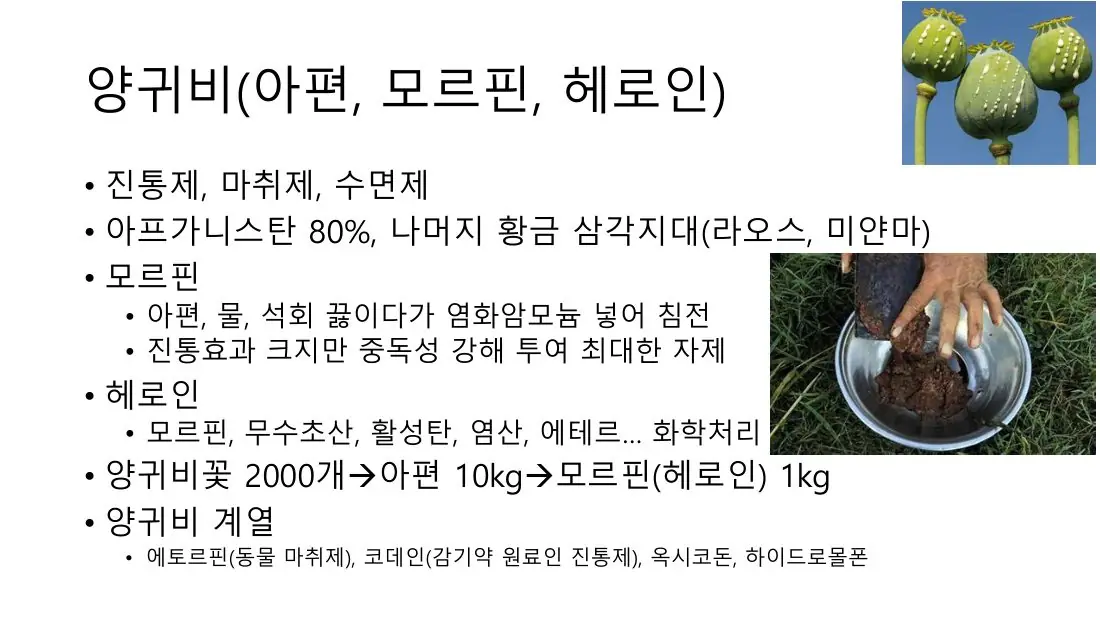 양귀비(아편, 모르핀, 헤로인)
• 진통제, 마취제, 수면제
• 아프가니스탄 80%, 나머지 황금 삼각지대(라오스, 미얀마)
• 모르핀
• 아편, 물, 석회 끓이다가 염화암모늄 넣어 침전
• 진통효과 크지만 중독성 강해 투여 최대한 자제
• 헤로인
• 모르핀, 무수초산, 활성탄, 염산, 에테르... 화학처리
• 양귀비꽃 2000개→아편 10kg→모르핀(헤로인) 1kg
• 양귀비 계열
• 에토르핀(동물 마취제), 코데인(감기약 원료인 진통제), 옥시코돈, 하이드로몰폰